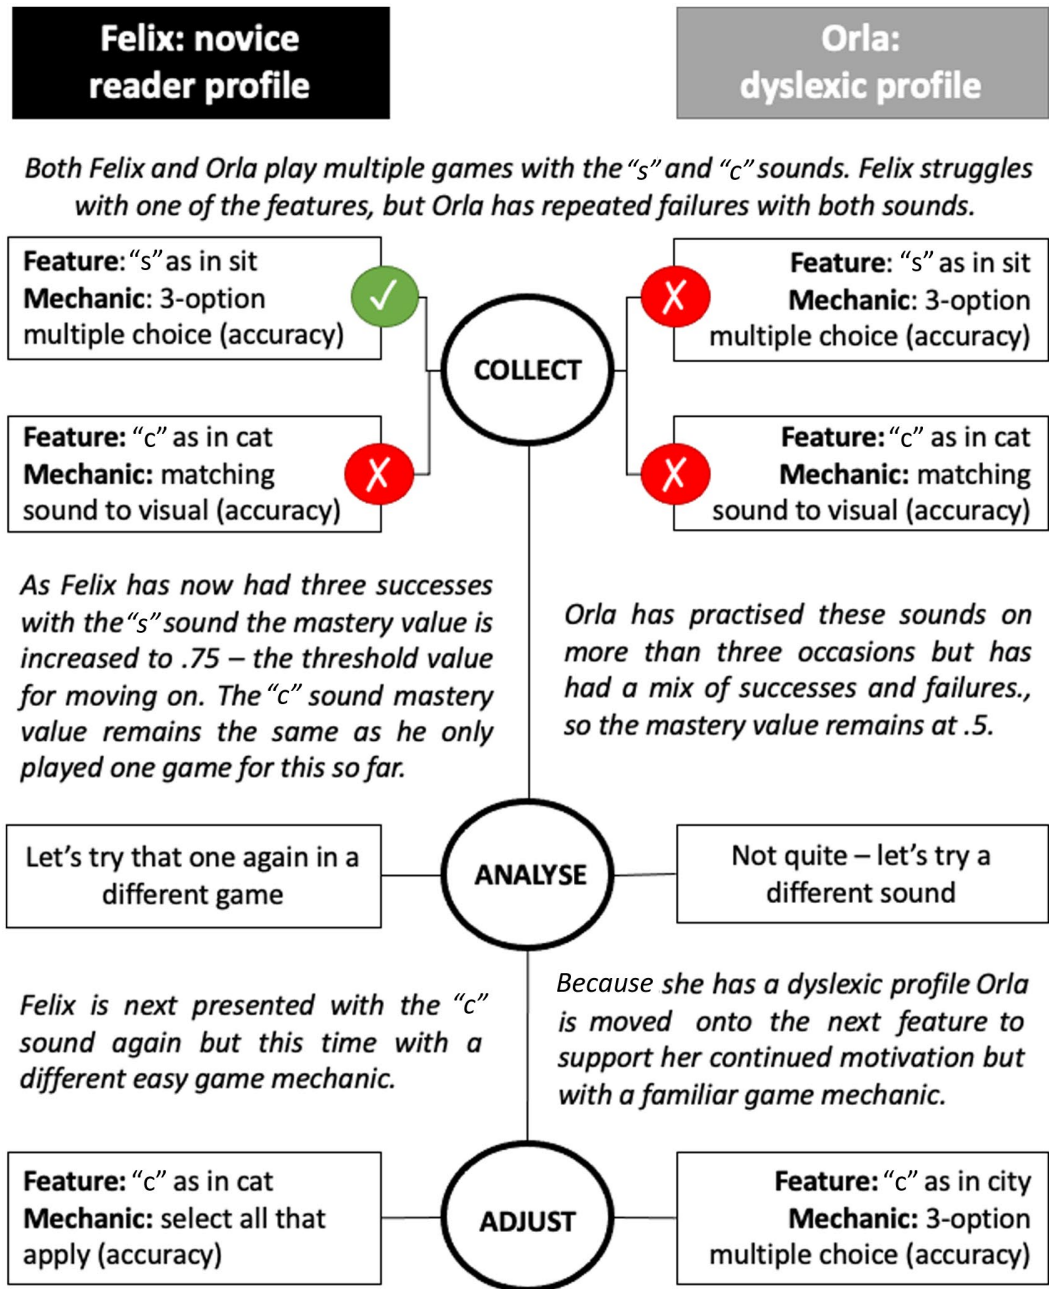 Felix: novice
reader profile
Orla:
dyslexic profile
Both Felix and Orla play multiple games with the “s” and “c” sounds. Felix struggles
with one of the features, but Orla has repeated failures with both sounds.
Feature: “s” as in sit
Mechanic: 3-option
multiple choice (accuracy)
Feature: “s” as in sit
Mechanic: 3-option
multiple choice (accuracy)
COLLECT
Feature: “c” as in cat
Mechanic: matching
sound to visual (accuracy)
Feature: “c” as in cat
Mechanic: matching
sound to visual (accuracy)
As Felix has now had three successes
with the “s” sound the mastery value is
increased to .75 – the threshold value
for moving on. The “c” sound mastery
value remains the same as he only
played one game for this so far.
Orla has practised these sounds on
more than three occasions but has
had a mix of successes and failures.,
so the mastery value remains at .5.
Let’s try that one again in a
different game
ANALYSE
Not quite – let’s try a
different sound
Felix is next presented with the “c”
sound again but this time with a
different easy game mechanic.
Because she has a dyslexic profile Orla
is moved onto the next feature to
support her continued motivation but
with a familiar game mechanic.
Feature: “c” as in cat
Mechanic: select all that
apply (accuracy)
ADJUST
Feature: “c” as in city
Mechanic: 3-option
multiple choice (accuracy)